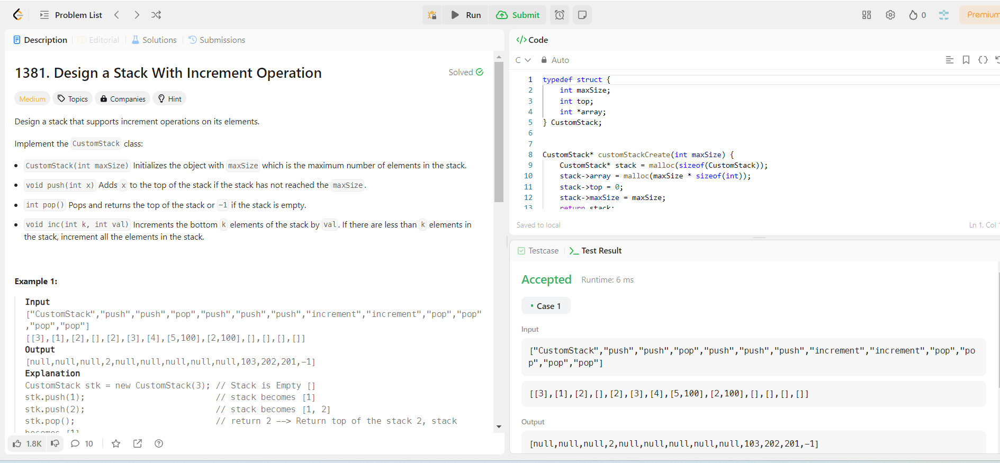 Problem List
Run
Submit
0
Premium
Description
Editorial
Solutions
Submissions
1381. Design a Stack With Increment Operation
Solved
Medium
Topics
Companies
Hint
Design a stack that supports increment operations on its elements.
Implement the CustomStack class:
CustomStack(int maxSize) Initializes the object with maxSize which is the maximum number of elements in the stack.
void push(int x) Adds x to the top of the stack if the stack has not reached the maxSize.
int pop() Pops and returns the top of the stack or -1 if the stack is empty.
void inc(int k, int val) Increments the bottom k elements of the stack by val. If there are less than k elements in
the stack, increment all the elements in the stack.
Example 1:
Input
["CustomStack","push","push","pop","push","push","push","increment","increment","pop","pop"
,"pop","pop"]
[[3],[1],[2],[],[2],[3],[4],[5,100],[2,100],[],[],[],[]]
Output
[null,null,null,2,null,null,null,null,null,103,202,201,-1]
Explanation
CustomStack stk = new CustomStack(3); // Stack is Empty []
stk.push(1);                          // stack becomes [1]
stk.push(2);                          // stack becomes [1, 2]
stk.pop();                            // return 2 --> Return top of the stack 2, stack
becomes [1]
1.8K
10
Code
C
Auto
1 typedef struct {
2     int maxSize;
3     int top;
4     int *array;
5 } CustomStack;
6
7
8 CustomStack* customStackCreate(int maxSize) {
9     CustomStack* stack = malloc(sizeof(CustomStack));
10     stack->array = malloc(maxSize * sizeof(int));
11     stack->top = 0;
12     stack->maxSize = maxSize;
13     return stack;
Saved to local
Ln 1, Col 1
Testcase
Test Result
Accepted
Runtime: 6 ms
Case 1
Input
["CustomStack","push","push","pop","push","push","push","increment","increment","pop","po
p","pop","pop"]
[[3],[1],[2],[],[2],[3],[4],[5,100],[2,100],[],[],[],[]]
Output
[null,null,null,2,null,null,null,null,null,103,202,201,-1]